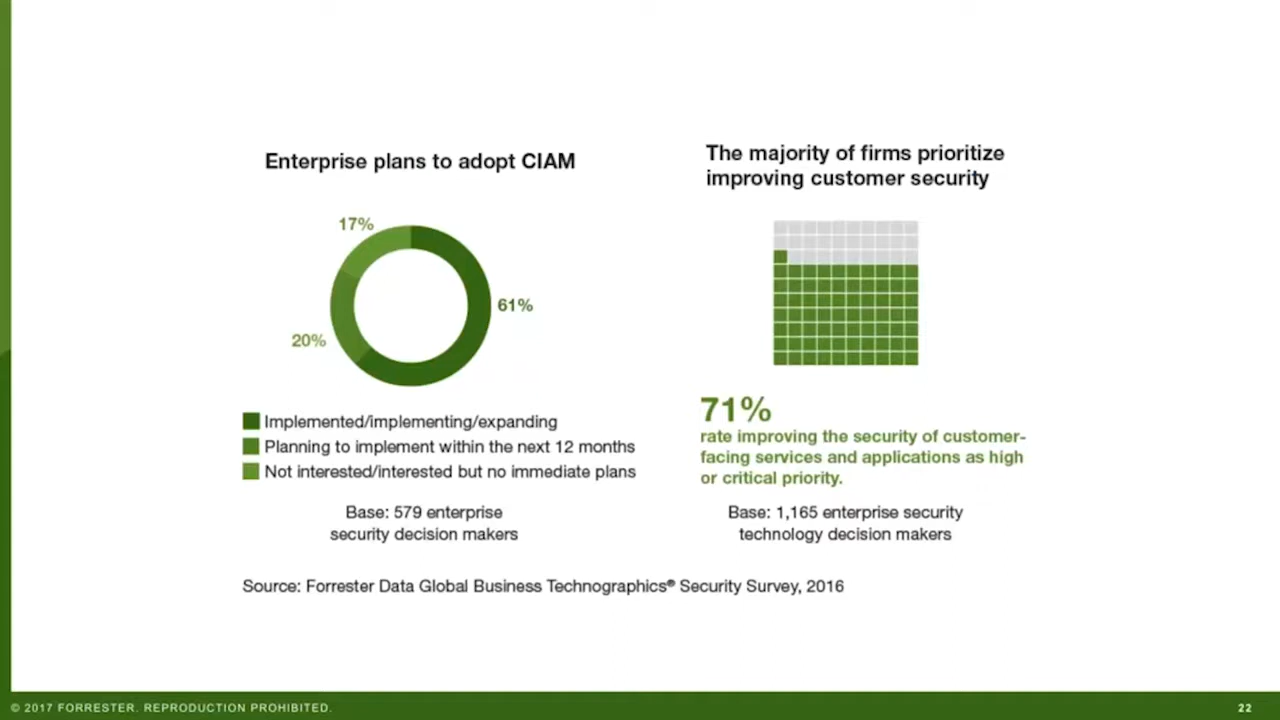 Enterprise plans to adopt CIAM
17%
61%
20%
Implemented/implementing/expanding
Planning to implement within the next 12 months
Not interested/interested but no immediate plans
Base: 579 enterprise
security decision makers
The majority of firms prioritize
improving customer security
71%
rate improving the security of customer-
facing services and applications as high
or critical priority.
Base: 1,165 enterprise security
technology decision makers
Source: Forrester Data Global Business Technographics® Security Survey, 2016
© 2017 FORRESTER. REPRODUCTION PROHIBITED.
22